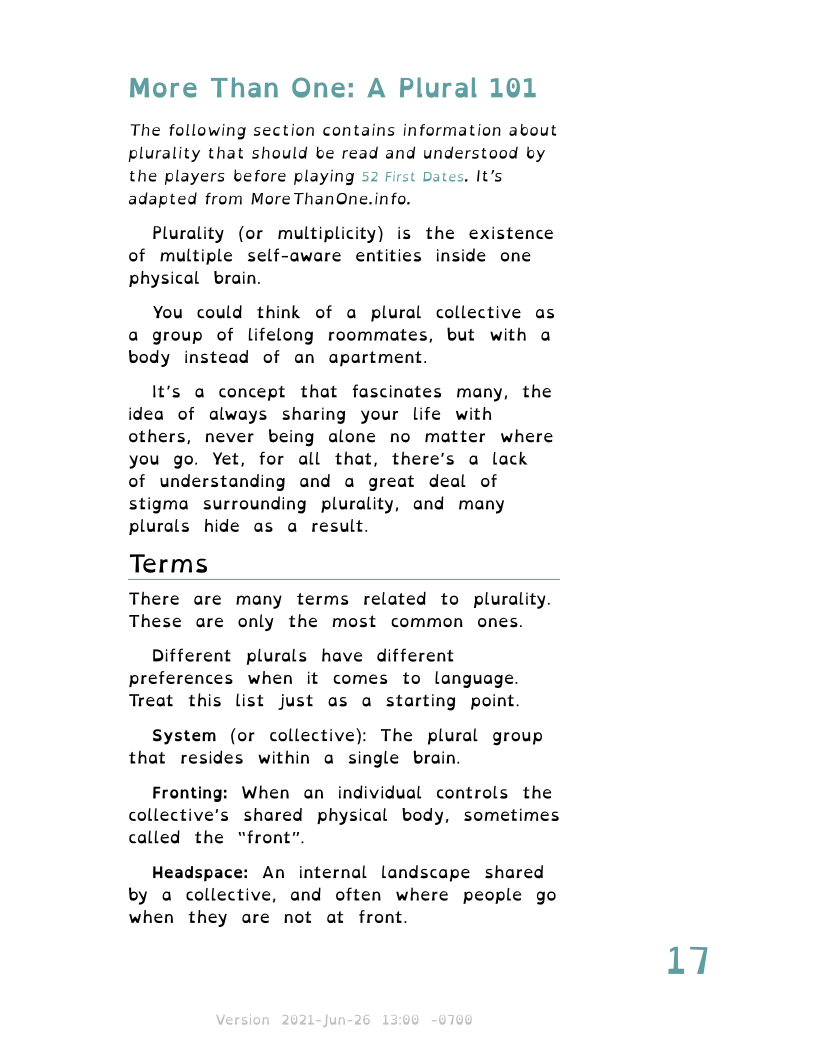 More Than One: A Plural 101
The following section contains information about
plurality that should be read and understood by
the players before playing 52 First Dates. It's
adapted from MoreThanOne.info.
Plurality (or multiplicity) is the existence
of multiple self-aware entities inside one
physical brain.
You could think of a plural collective as
a group of lifelong roommates, but with a
body instead of an apartment.
It's a concept that fascinates many, the
idea of always sharing your life with
others, never being alone no matter where
you go. Yet, for all that, there's a lack
of understanding and a great deal of
stigma surrounding plurality, and many
plurals hide as a result.
Terms
There are many terms related to plurality.
These are only the most common ones.
Different plurals have different
preferences when it comes to language.
Treat this list just as a starting point.
System (or collective): The plural group
that resides within a single brain.
Fronting: When an individual controls the
collective's shared physical body, sometimes
called the “front”.
Headspace: An internal landscape shared
by a collective, and often where people go
when they are not at front.
17
Version 2021-Jun-26 13:00 -0700